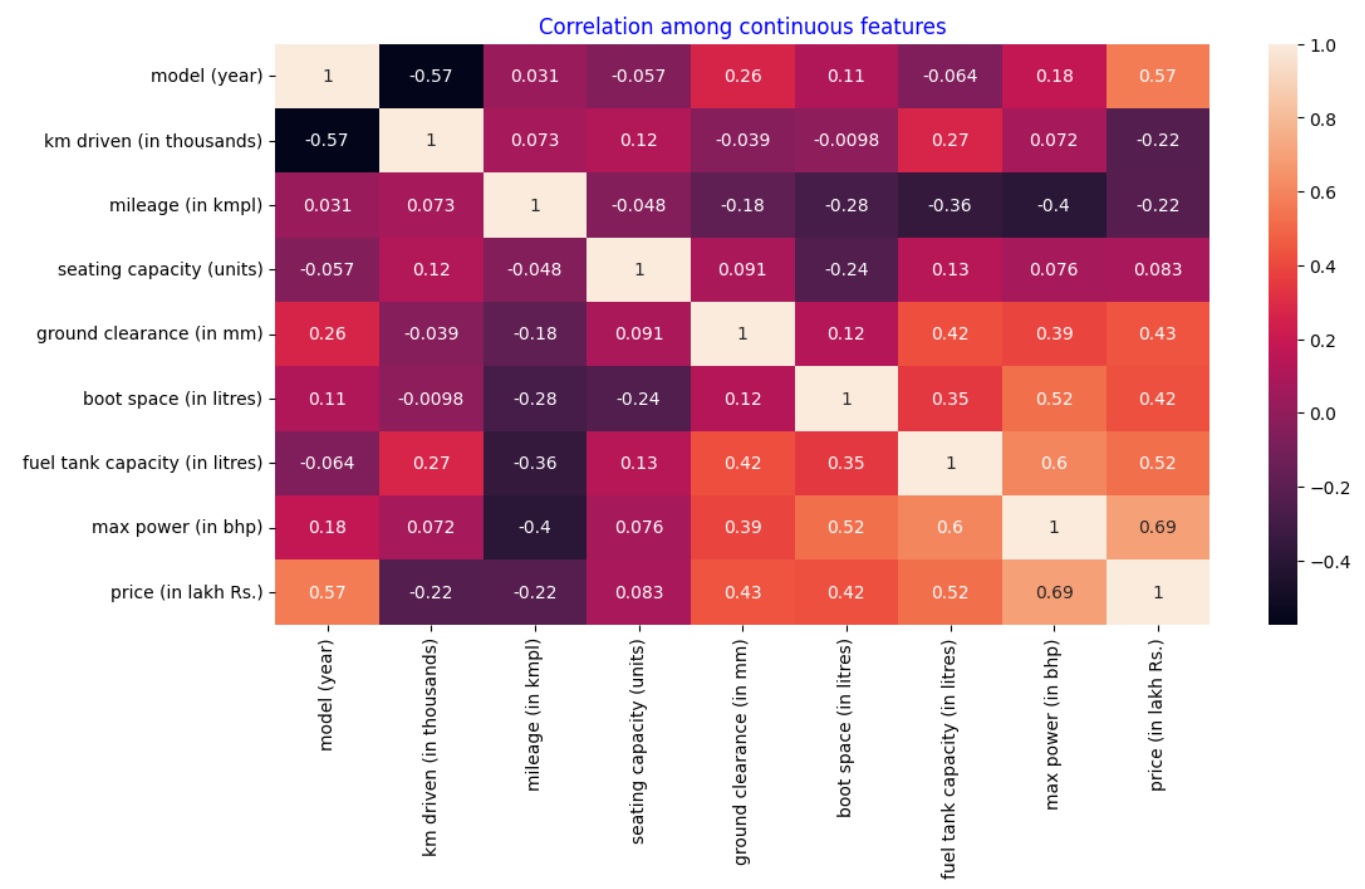 Correlation among continuous features
model (year) 1 -0.57 0.031 -0.057 0.26 0.11 -0.064 0.18 0.57
km driven (in thousands) -0.57 1 0.073 0.12 -0.039 -0.0098 0.27 0.072 -0.22
mileage (in kmpl) 0.031 0.073 1 -0.048 -0.18 -0.28 -0.36 -0.4 -0.22
seating capacity (units) -0.057 0.12 -0.048 1 0.091 -0.24 0.13 0.076 0.083
ground clearance (in mm) 0.26 -0.039 -0.18 0.091 1 0.12 0.42 0.39 0.43
boot space (in litres) 0.11 -0.0098 -0.28 -0.24 0.12 1 0.35 0.52 0.42
fuel tank capacity (in litres) -0.064 0.27 -0.36 0.13 0.42 0.35 1 0.6 0.52
max power (in bhp) 0.18 0.072 -0.4 0.076 0.39 0.52 0.6 1 0.69
price (in lakh Rs.) 0.57 -0.22 -0.22 0.083 0.43 0.42 0.52 0.69 1
model (year)
km driven (in thousands)
mileage (in kmpl)
seating capacity (units)
ground clearance (in mm)
boot space (in litres)
fuel tank capacity (in litres)
max power (in bhp)
price (in lakh Rs.)
1.0
0.8
0.6
0.4
0.2
0.0
−0.2
−0.4